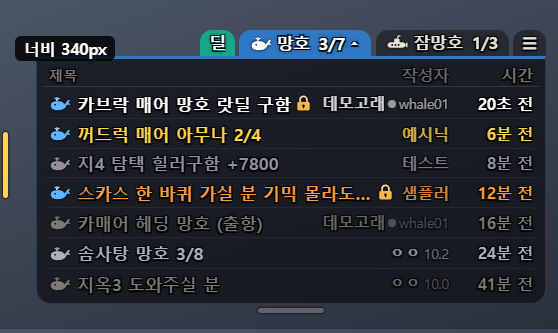 너비 340px
딜 망호 3/7 잠망호 1/3
제목 작성자 시간
카브락 매어 망호 랏딜 구함 데모고래 whale01 20초 전
꺼드럭 매어 아무나 2/4 예시닉 6분 전
지4 탐택 힐러구함 +7800 테스트 8분 전
스카스 한 바퀴 가실 분 기믹 몰라도... 샘플러 12분 전
카매어 헤딩 망호 (출항) 데모고래 whale01 16분 전
솜사탕 망호 3/8 ㅇㅇ 10.2 24분 전
지옥3 도와주실 분 ㅇㅇ 10.0 41분 전